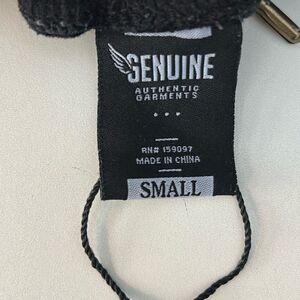 GENUINE
AUTHENTIC
GARMENTS
RN# 159097
MADE IN CHINA
SMALL